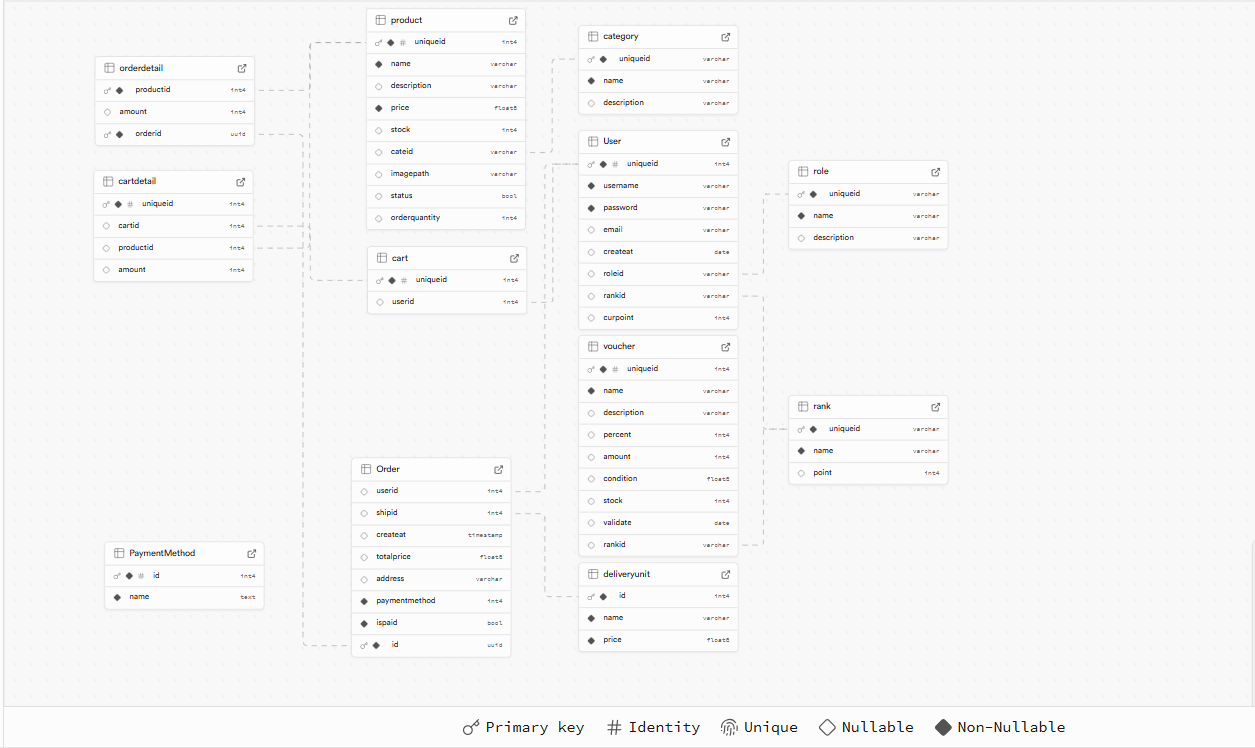 orderdetail
productid int4
amount int4
orderid uuid
cartdetail
uniqueid int4
cartid int4
productid int4
amount int4
product
uniqueid int4
name varchar
description varchar
price float8
stock int4
cateid varchar
imagepath varchar
status bool
orderquantity int4
cart
uniqueid int4
userid int4
category
uniqueid varchar
name varchar
description varchar
User
uniqueid int4
username varchar
password varchar
email varchar
createat date
roleid varchar
rankid varchar
curpoint int4
role
uniqueid varchar
name varchar
description varchar
voucher
uniqueid int4
name varchar
description varchar
percent int4
amount int4
condition float8
stock int4
validate date
rankid varchar
rank
uniqueid varchar
name varchar
point int4
Order
userid int4
shipid int4
createat timestamp
totalprice float8
address varchar
paymentmethod int4
ispaid bool
id uuid
PaymentMethod
id int4
name text
deliveryunit
id int4
name varchar
price float8
Primary key # Identity Unique Nullable Non-Nullable